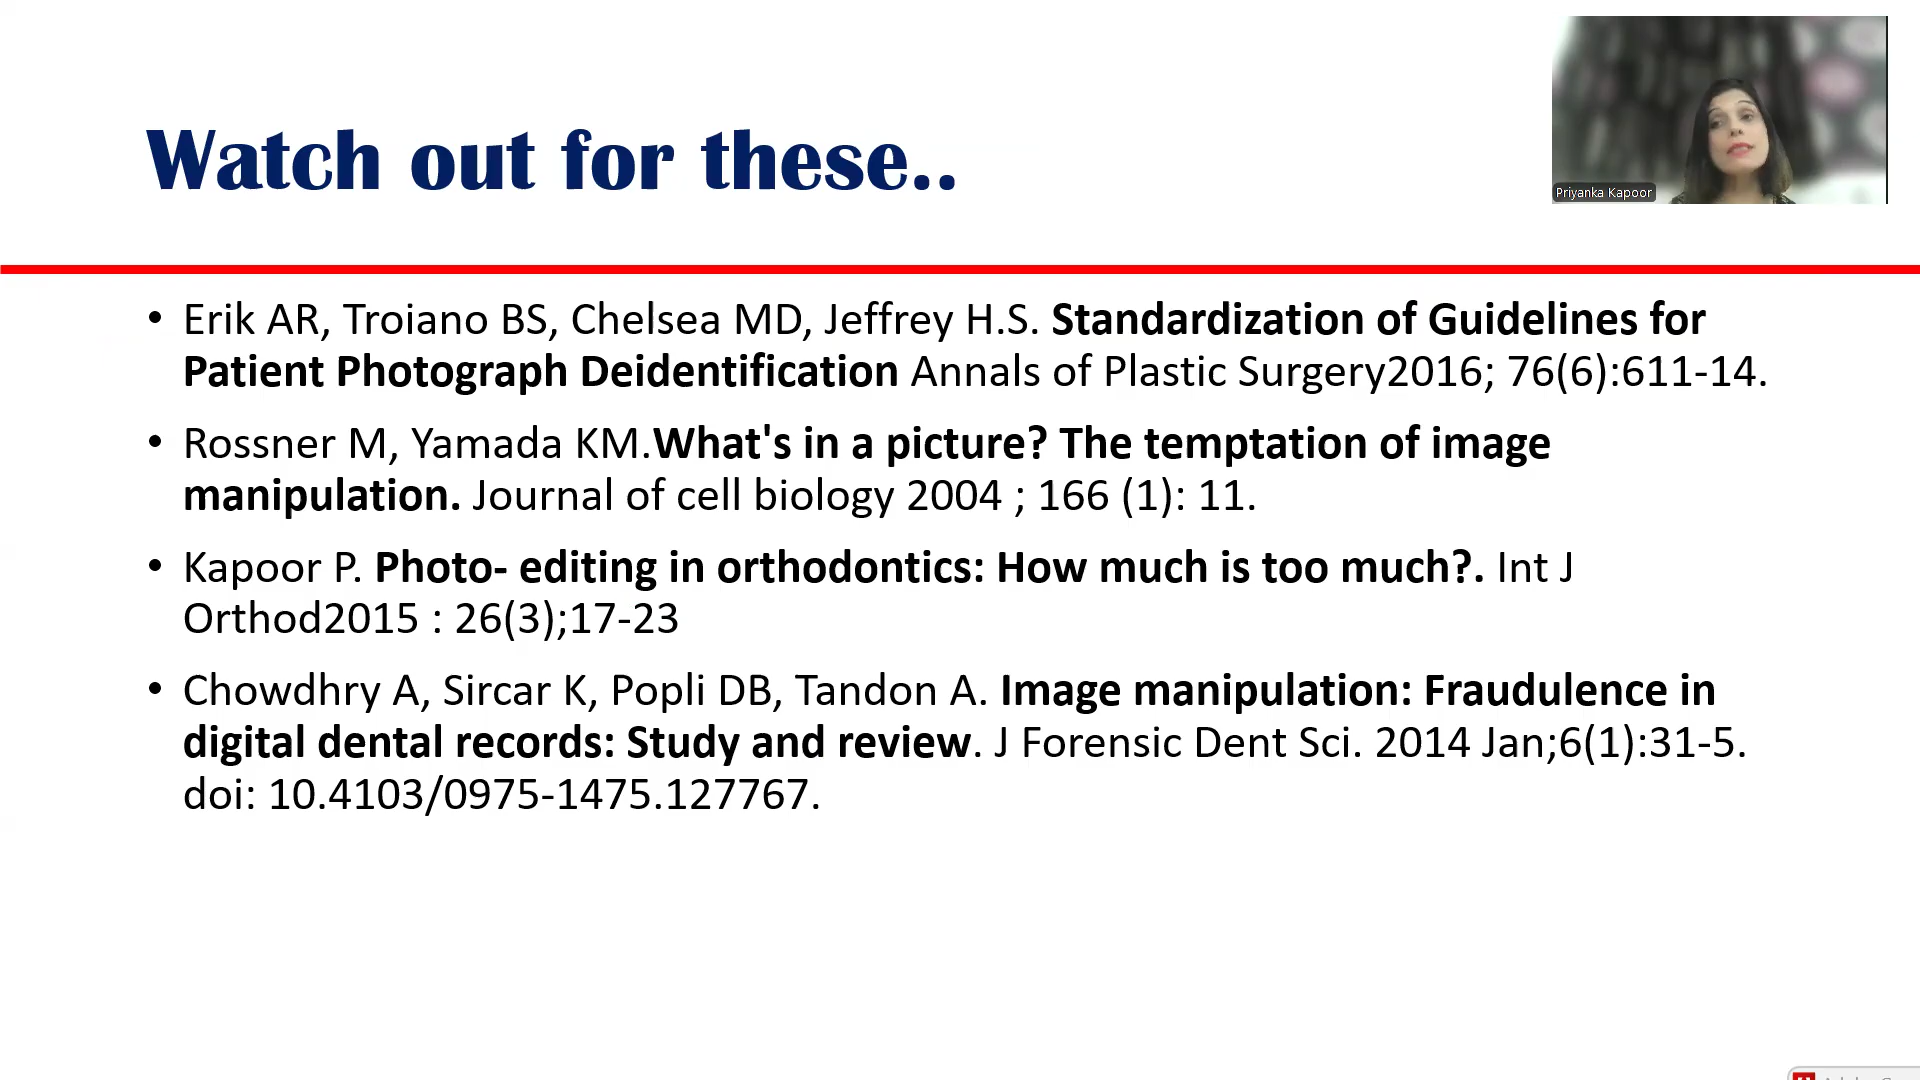 Priyanka Kapoor
Watch out for these..
• Erik AR, Troiano BS, Chelsea MD, Jeffrey H.S. Standardization of Guidelines for
Patient Photograph Deidentification Annals of Plastic Surgery2016; 76(6):611-14.
• Rossner M, Yamada KM.What's in a picture? The temptation of image
manipulation. Journal of cell biology 2004 ; 166 (1): 11.
• Kapoor P. Photo- editing in orthodontics: How much is too much?. Int J
Orthod2015 : 26(3);17-23
• Chowdhry A, Sircar K, Popli DB, Tandon A. Image manipulation: Fraudulence in
digital dental records: Study and review. J Forensic Dent Sci. 2014 Jan;6(1):31-5.
doi: 10.4103/0975-1475.127767.